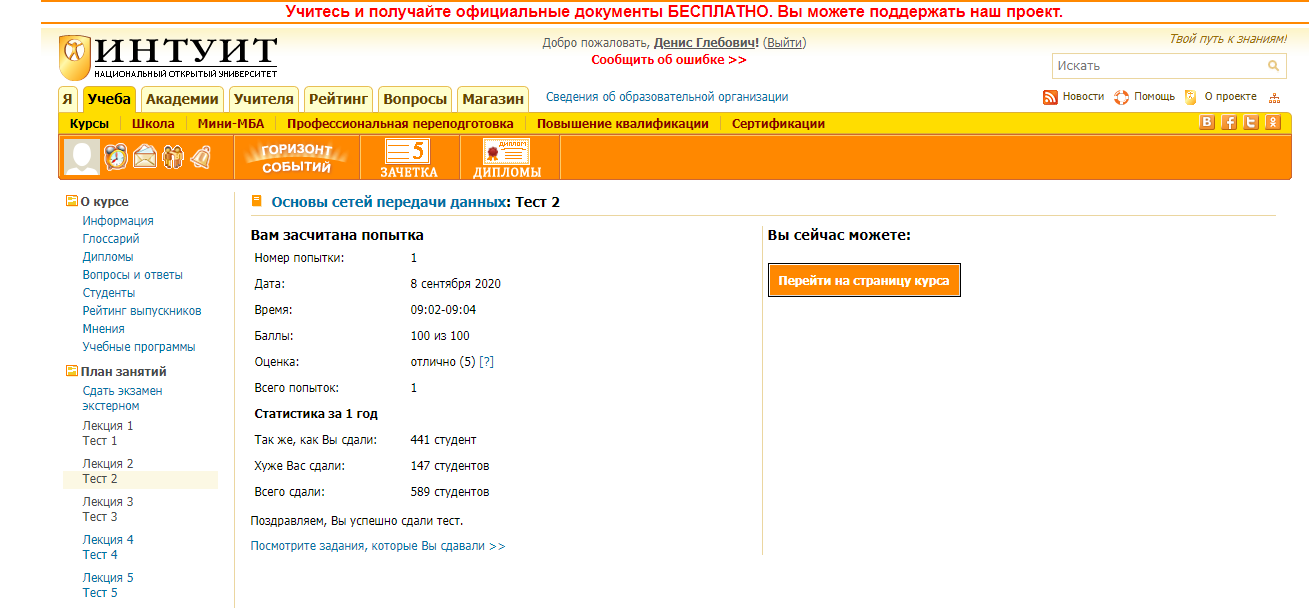 Учитесь и получайте официальные документы БЕСПЛАТНО. Вы можете поддержать наш проект.
ИНТУИТ
НАЦИОНАЛЬНЫЙ ОТКРЫТЫЙ УНИВЕРСИТЕТ
Добро пожаловать, Денис Глебович! (Выйти)
Сообщить об ошибке >>
Твой путь к знаниям!
Искать
Я Учеба Академии Учителя Рейтинг Вопросы Магазин Сведения об образовательной организации
Новости Помощь О проекте
Курсы Школа Мини-МБА Профессиональная переподготовка Повышение квалификации Сертификации
ГОРИЗОНТ
СОБЫТИЙ
5
ЗАЧЕТКА
ДИПЛОМ
ДИПЛОМЫ
О курсе
Информация
Глоссарий
Дипломы
Вопросы и ответы
Студенты
Рейтинг выпускников
Мнения
Учебные программы
План занятий
Сдать экзамен
экстерном
Лекция 1
Тест 1
Лекция 2
Тест 2
Лекция 3
Тест 3
Лекция 4
Тест 4
Лекция 5
Тест 5
Основы сетей передачи данных: Тест 2
Вам засчитана попытка
Номер попытки: 1
Дата: 8 сентября 2020
Время: 09:02-09:04
Баллы: 100 из 100
Оценка: отлично (5) [?]
Всего попыток: 1
Статистика за 1 год
Так же, как Вы сдали: 441 студент
Хуже Вас сдали: 147 студентов
Всего сдали: 589 студентов
Поздравляем, Вы успешно сдали тест.
Посмотрите задания, которые Вы сдавали >>
Вы сейчас можете:
Перейти на страницу курса